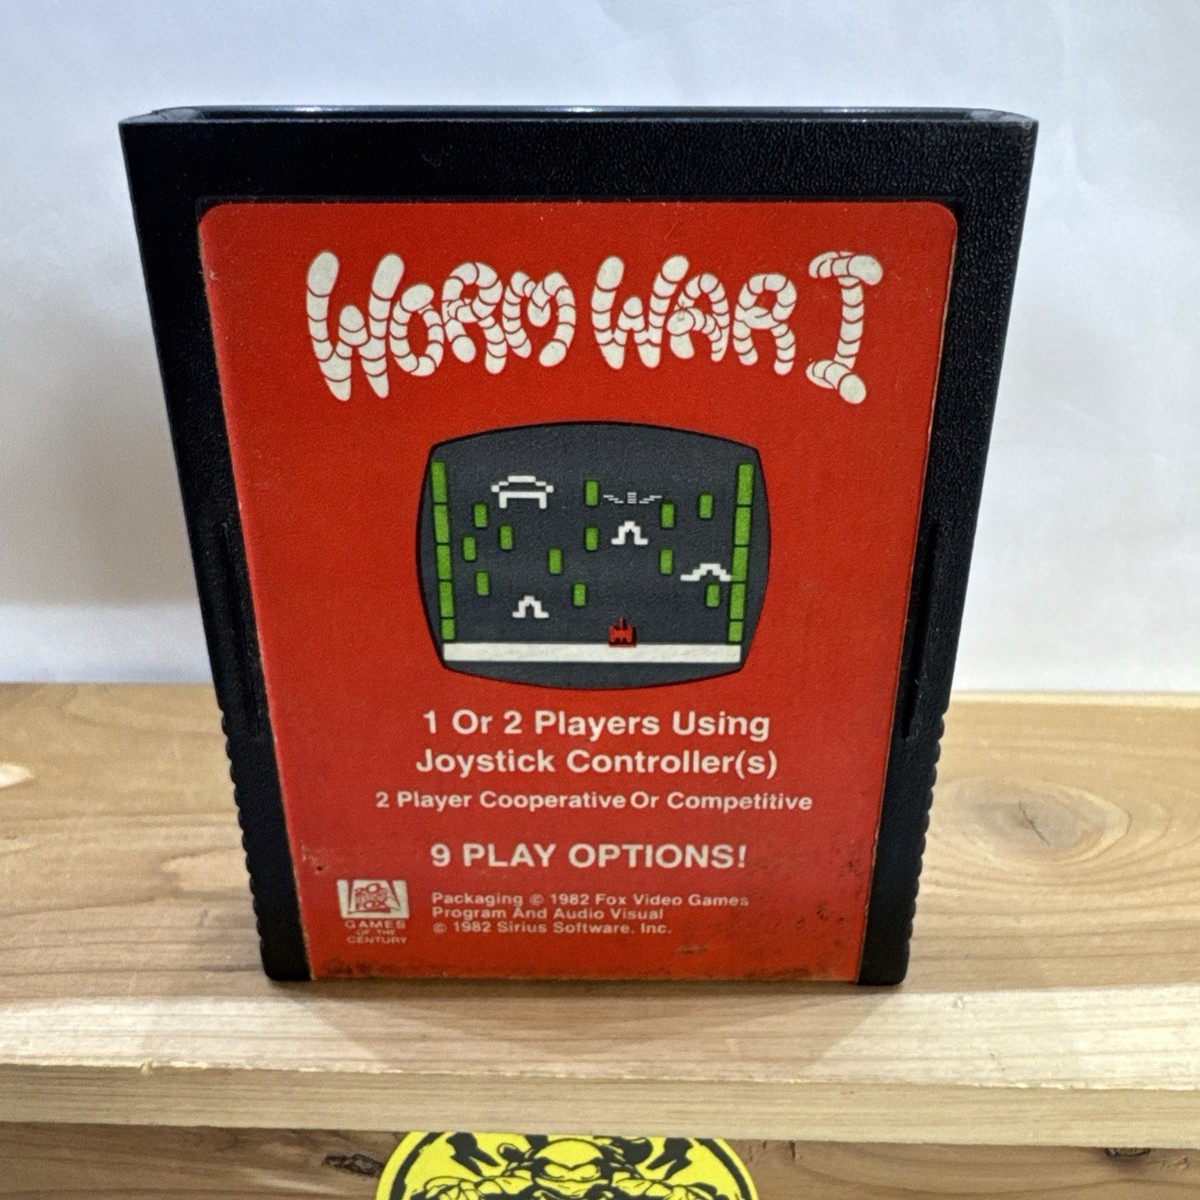 WORM WAR I
1 Or 2 Players Using
Joystick Controller(s)
2 Player Cooperative Or Competitive
9 PLAY OPTIONS!
Packaging © 1982 Fox Video Games
Program And Audio Visual
© 1982 Sirius Software, Inc.
FOX
GAMES
OF THE
CENTURY